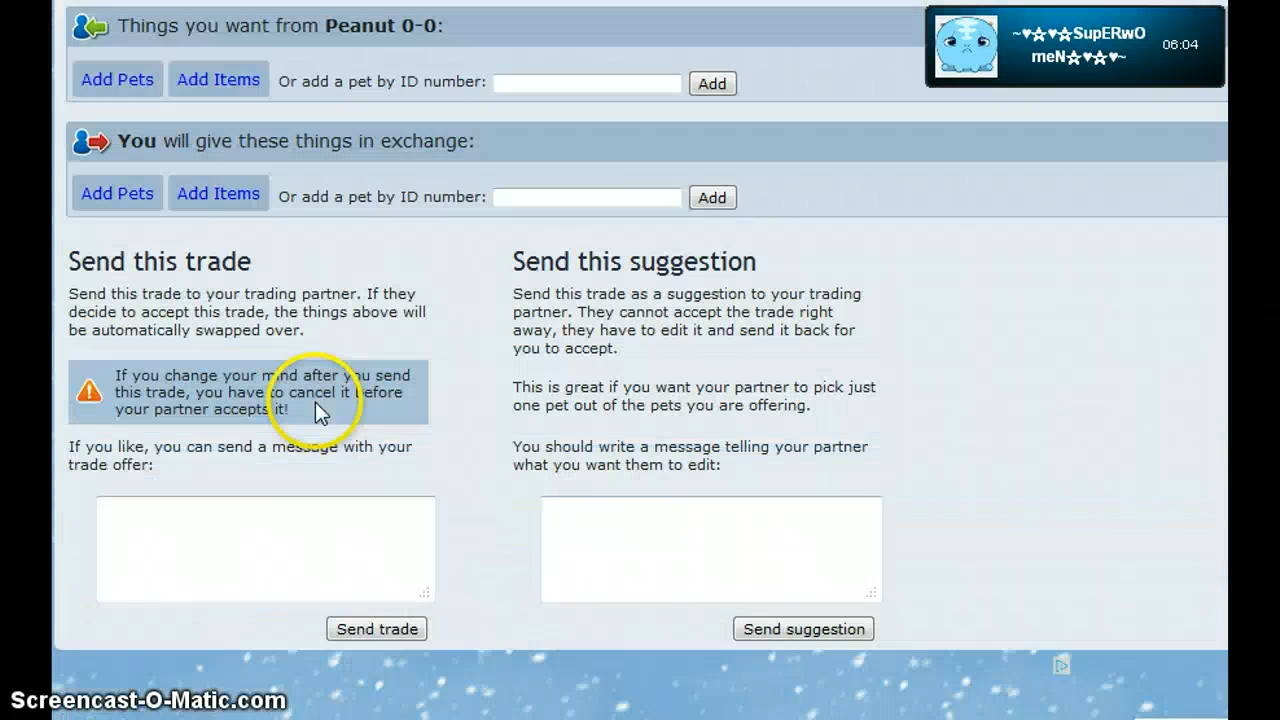 Things you want from Peanut 0-0:
~♥☆♥☆SupERwO
meN☆♥☆♥~
06:04
Add Pets Add Items Or add a pet by ID number: Add
You will give these things in exchange:
Add Pets Add Items Or add a pet by ID number: Add
Send this trade
Send this trade to your trading partner. If they
decide to accept this trade, the things above will
be automatically swapped over.
If you change your mind after you send
this trade, you have to cancel it before
your partner accepts it!
If you like, you can send a message with your
trade offer:
Send trade
Send this suggestion
Send this trade as a suggestion to your trading
partner. They cannot accept the trade right
away, they have to edit it and send it back for
you to accept.
This is great if you want your partner to pick just
one pet out of the pets you are offering.
You should write a message telling your partner
what you want them to edit:
Send suggestion
Screencast-O-Matic.com